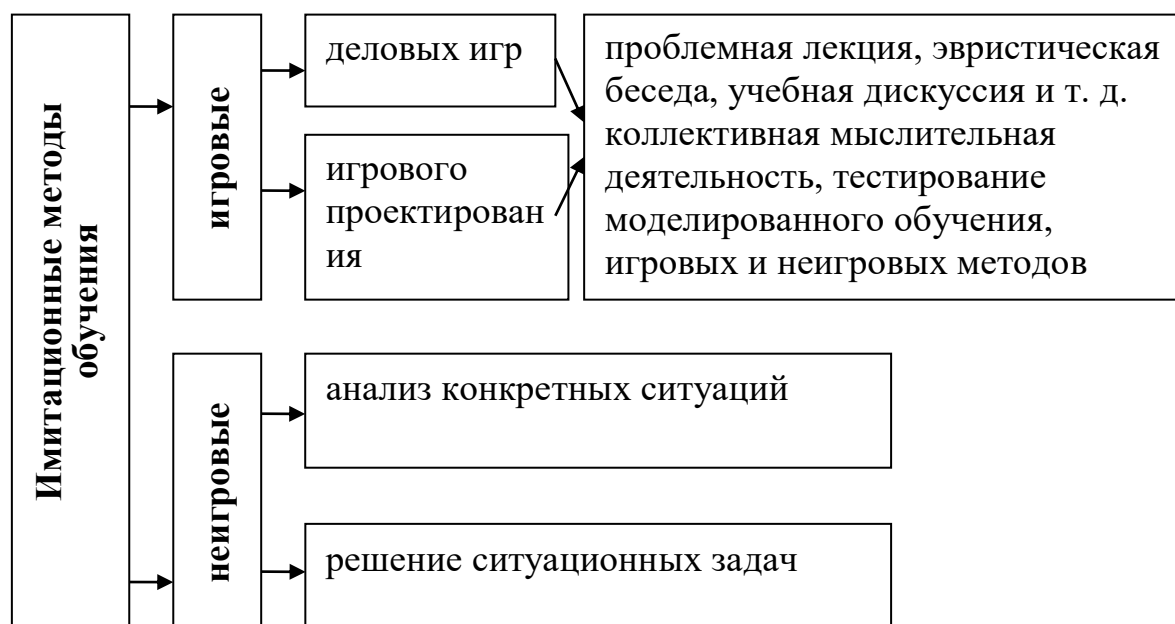 Имитационные методы
обучения
игровые
деловых игр
игрового
проектирован
ия
проблемная лекция, эвристическая
беседа, учебная дискуссия и т. д.
коллективная мыслительная
деятельность, тестирование
моделированного обучения,
игровых и неигровых методов
неигровые
анализ конкретных ситуаций
решение ситуационных задач